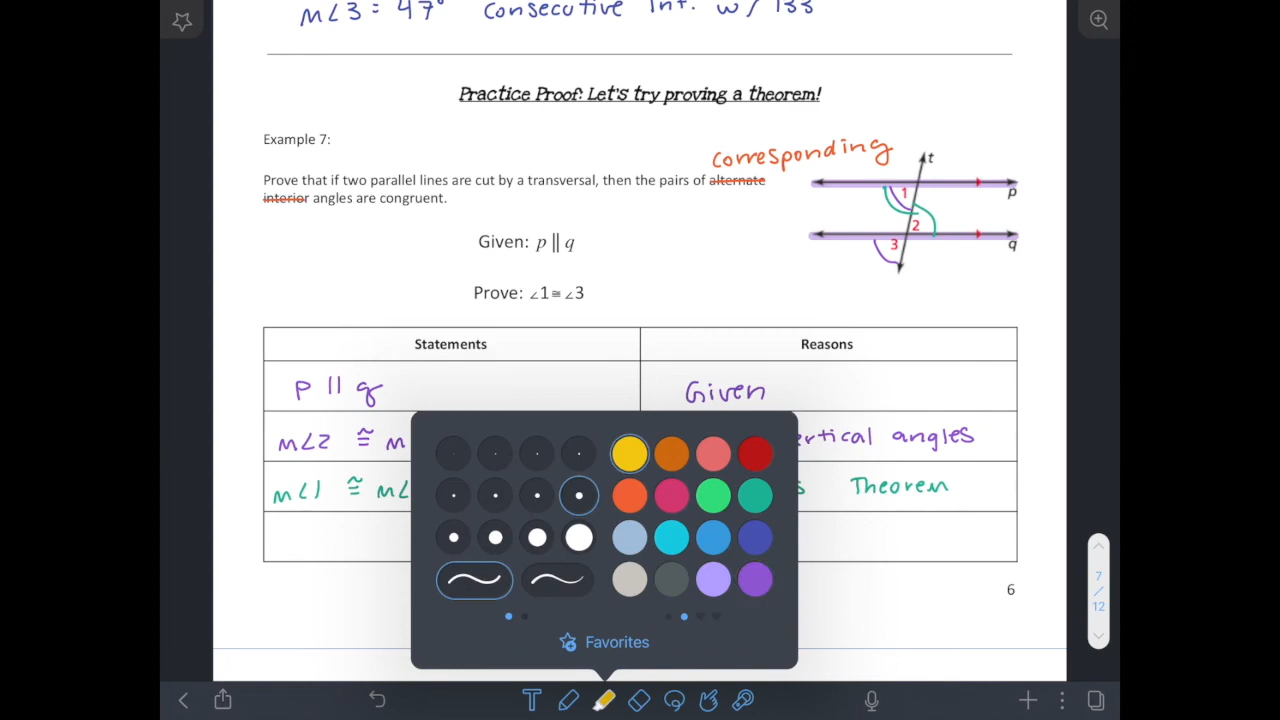 m∠3 = 47° Consecutive Int. w/ 133
Practice Proof: Let's try proving a theorem!
Example 7:
corresponding
Prove that if two parallel lines are cut by a transversal, then the pairs of alternate
interior angles are congruent.
t
1
p
2
3
q
Given: p ∥ q
Prove: ∠1≅ ∠3
Statements Reasons
p || q Given
m∠2 ≅ m angles
m∠1 ≅ m∠ Theorem
6
7
/
12
Favorites
T